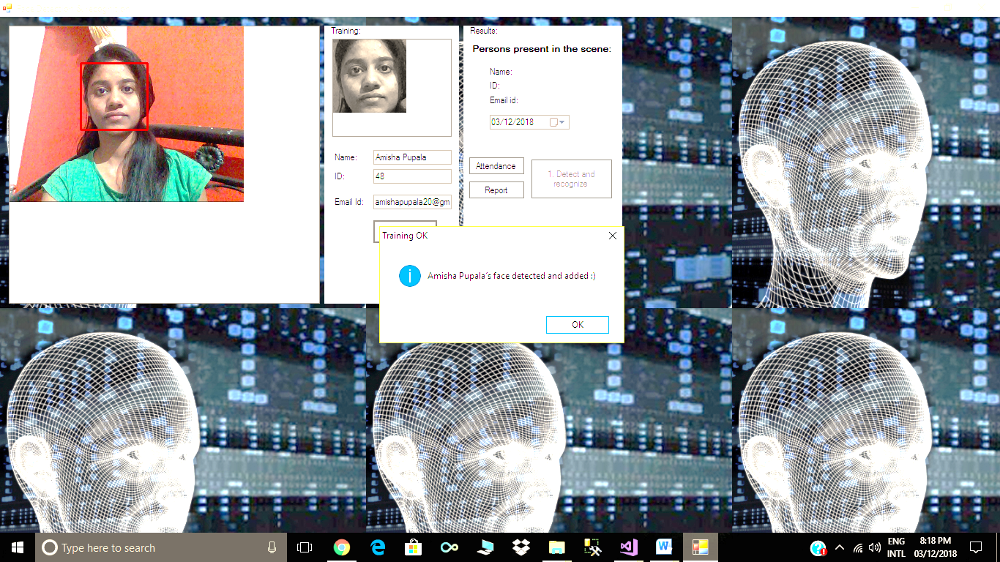 Training:
Name:
Amisha Pupala
ID:
48
Email Id:
amishapupala20@gm
Results:
Persons present in the scene:
Name:
ID:
Email id:
03/12/2018
Attendance
Report
1. Detect and
recognize
Training OK
Amisha Pupala´s face detected and added :)
OK
Type here to search
ENG
INTL
8:18 PM
03/12/2018